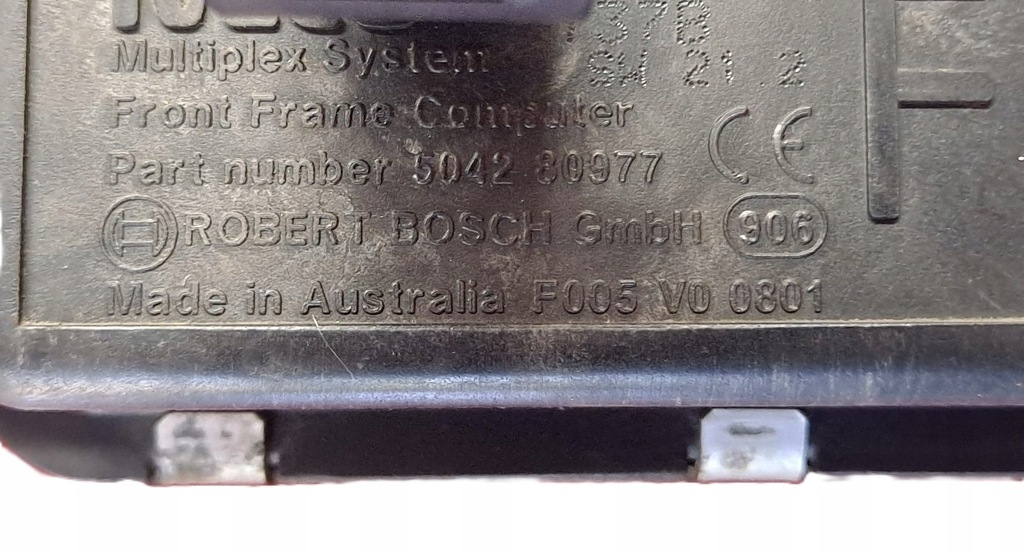 Multiplex System
Front Frame Computer
Part number 5042 80977
ROBERT BOSCH GmbH 906
Made in Australia F005 V0 0801